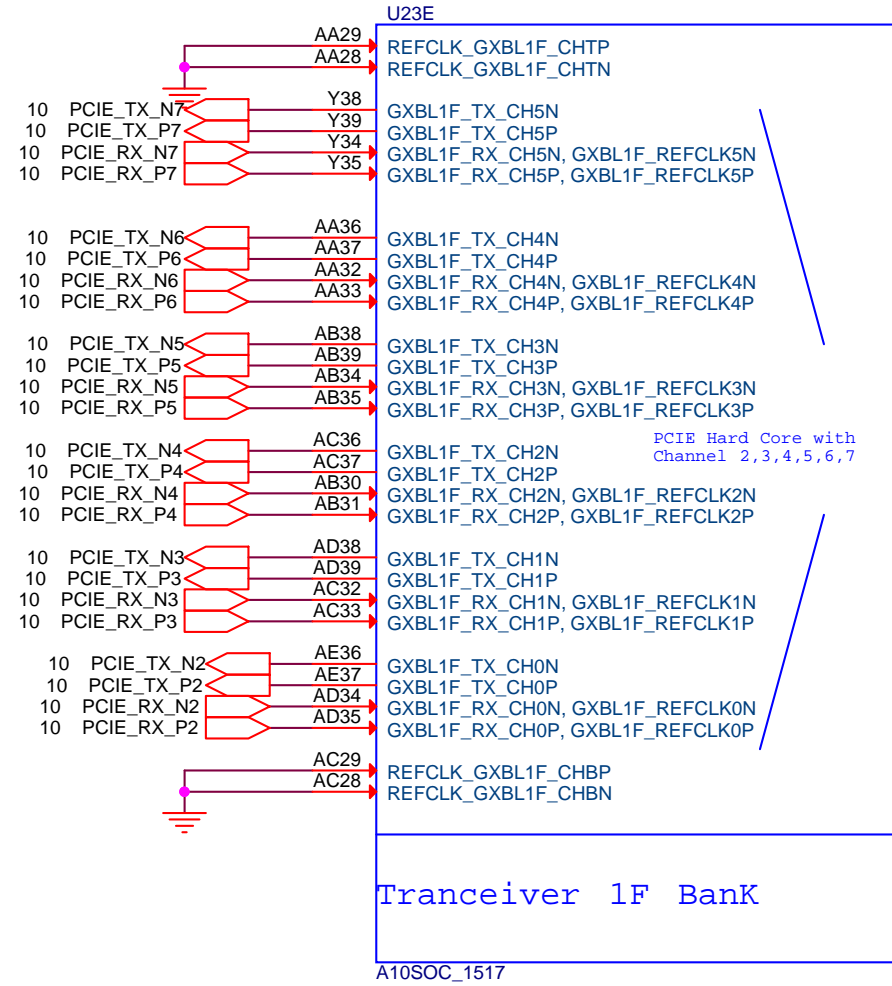 U23E
AA29 REFCLK_GXBL1F_CHTP
AA28 REFCLK_GXBL1F_CHTN
10 PCIE_TX_N7 Y38 GXBL1F_TX_CH5N
10 PCIE_TX_P7 Y39 GXBL1F_TX_CH5P
10 PCIE_RX_N7 Y34 GXBL1F_RX_CH5N, GXBL1F_REFCLK5N
10 PCIE_RX_P7 Y35 GXBL1F_RX_CH5P, GXBL1F_REFCLK5P
10 PCIE_TX_N6 AA36 GXBL1F_TX_CH4N
10 PCIE_TX_P6 AA37 GXBL1F_TX_CH4P
10 PCIE_RX_N6 AA32 GXBL1F_RX_CH4N, GXBL1F_REFCLK4N
10 PCIE_RX_P6 AA33 GXBL1F_RX_CH4P, GXBL1F_REFCLK4P
10 PCIE_TX_N5 AB38 GXBL1F_TX_CH3N
10 PCIE_TX_P5 AB39 GXBL1F_TX_CH3P
10 PCIE_RX_N5 AB34 GXBL1F_RX_CH3N, GXBL1F_REFCLK3N
10 PCIE_RX_P5 AB35 GXBL1F_RX_CH3P, GXBL1F_REFCLK3P
PCIE Hard Core with
Channel 2,3,4,5,6,7
10 PCIE_TX_N4 AC36 GXBL1F_TX_CH2N
10 PCIE_TX_P4 AC37 GXBL1F_TX_CH2P
10 PCIE_RX_N4 AB30 GXBL1F_RX_CH2N, GXBL1F_REFCLK2N
10 PCIE_RX_P4 AB31 GXBL1F_RX_CH2P, GXBL1F_REFCLK2P
10 PCIE_TX_N3 AD38 GXBL1F_TX_CH1N
10 PCIE_TX_P3 AD39 GXBL1F_TX_CH1P
10 PCIE_RX_N3 AC32 GXBL1F_RX_CH1N, GXBL1F_REFCLK1N
10 PCIE_RX_P3 AC33 GXBL1F_RX_CH1P, GXBL1F_REFCLK1P
10 PCIE_TX_N2 AE36 GXBL1F_TX_CH0N
10 PCIE_TX_P2 AE37 GXBL1F_TX_CH0P
10 PCIE_RX_N2 AD34 GXBL1F_RX_CH0N, GXBL1F_REFCLK0N
10 PCIE_RX_P2 AD35 GXBL1F_RX_CH0P, GXBL1F_REFCLK0P
AC29 REFCLK_GXBL1F_CHBP
AC28 REFCLK_GXBL1F_CHBN
Tranceiver 1F BanK
A10SOC_1517